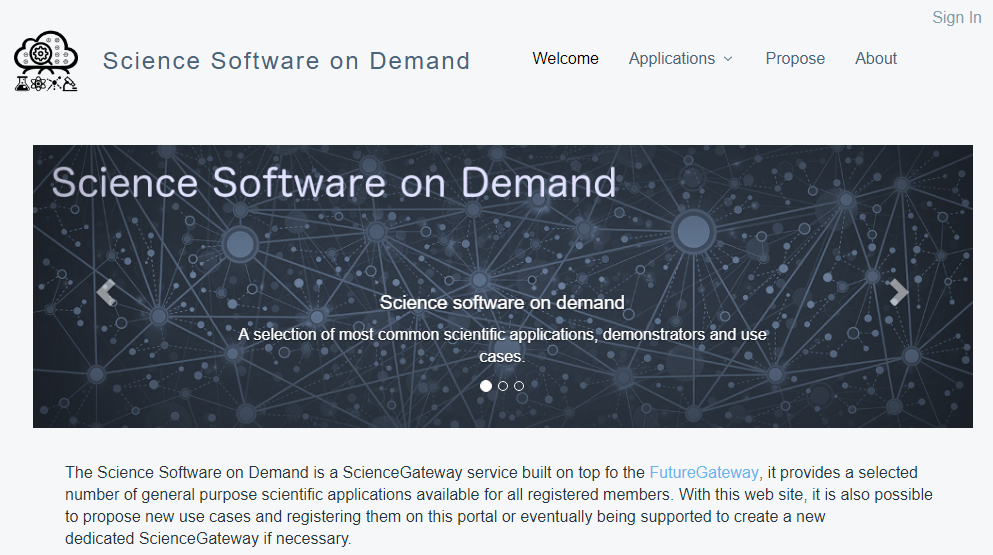 Sign In
Science Software on Demand
Welcome Applications Propose About
Science Software on Demand
Science software on demand
A selection of most common scientific applications, demonstrators and use
cases.
The Science Software on Demand is a ScienceGateway service built on top fo the FutureGateway, it provides a selected
number of general purpose scientific applications available for all registered members. With this web site, it is also possible
to propose new use cases and registering them on this portal or eventually being supported to create a new
dedicated ScienceGateway if necessary.